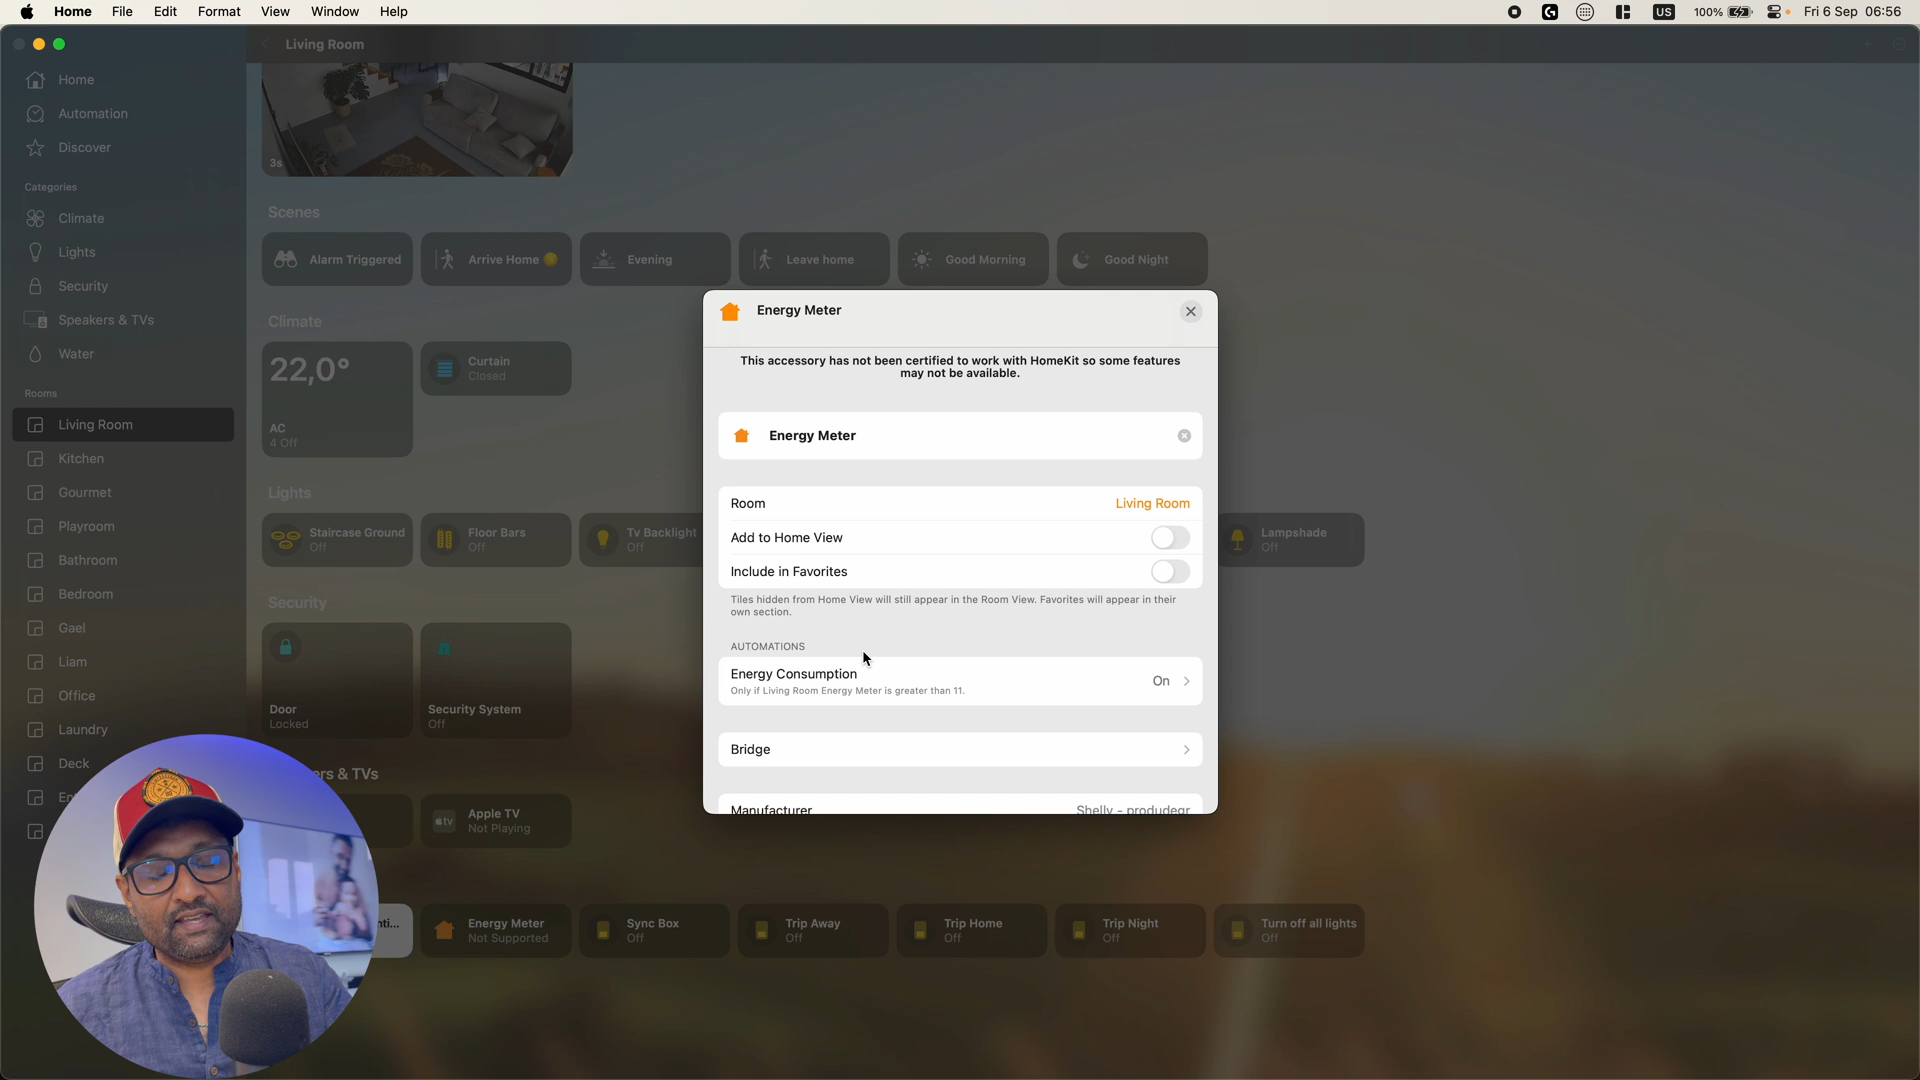 Home File Edit Format View Window Help
US 100% Fri 6 Sep 06:56
Living Room
Home
Automation
Discover
Categories
Climate
Lights
Security
Speakers & TVs
Water
Rooms
Living Room
Kitchen
Gourmet
Playroom
Bathroom
Bedroom
Gael
Liam
Office
Laundry
Deck
3s
Scenes
Alarm Triggered
Arrive Home
Evening
Leave home
Good Morning
Good Night
Climate
22,0°
AC
4 Off
Curtain
Closed
Lights
Staircase Ground
Off
Floor Bars
Off
Tv Backlight
Off
Lampshade
Off
Security
Door
Locked
Security System
Off
ers & TVs
tv
Apple TV
Not Playing
nti...
Energy Meter
Not Supported
Sync Box
Off
Trip Away
Off
Trip Home
Off
Trip Night
Off
Turn off all lights
Off
Energy Meter
This accessory has not been certified to work with HomeKit so some features
may not be available.
Energy Meter
Room Living Room
Add to Home View
Include in Favorites
Tiles hidden from Home View will still appear in the Room View. Favorites will appear in their
own section.
AUTOMATIONS
Energy Consumption
Only if Living Room Energy Meter is greater than 11.
On
Bridge
Manufacturer Shelly - produdegr